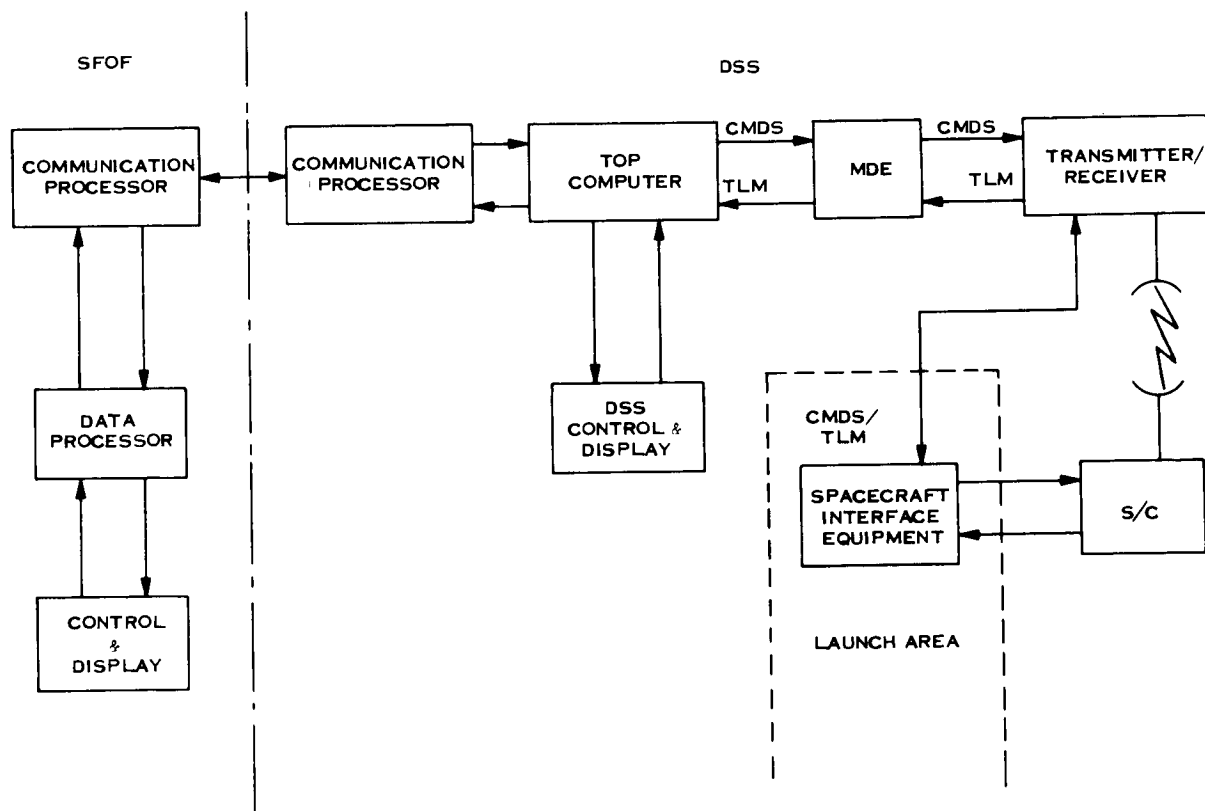 SFOF
DSS
COMMUNICATION
PROCESSOR
COMMUNICATION
PROCESSOR
TOP
COMPUTER
CMDS
TLM
MDE
CMDS
TLM
TRANSMITTER/
RECEIVER
DATA
PROCESSOR
DSS
CONTROL &
DISPLAY
CMDS/
TLM
SPACECRAFT
INTERFACE
EQUIPMENT
S/C
CONTROL
&
DISPLAY
LAUNCH AREA